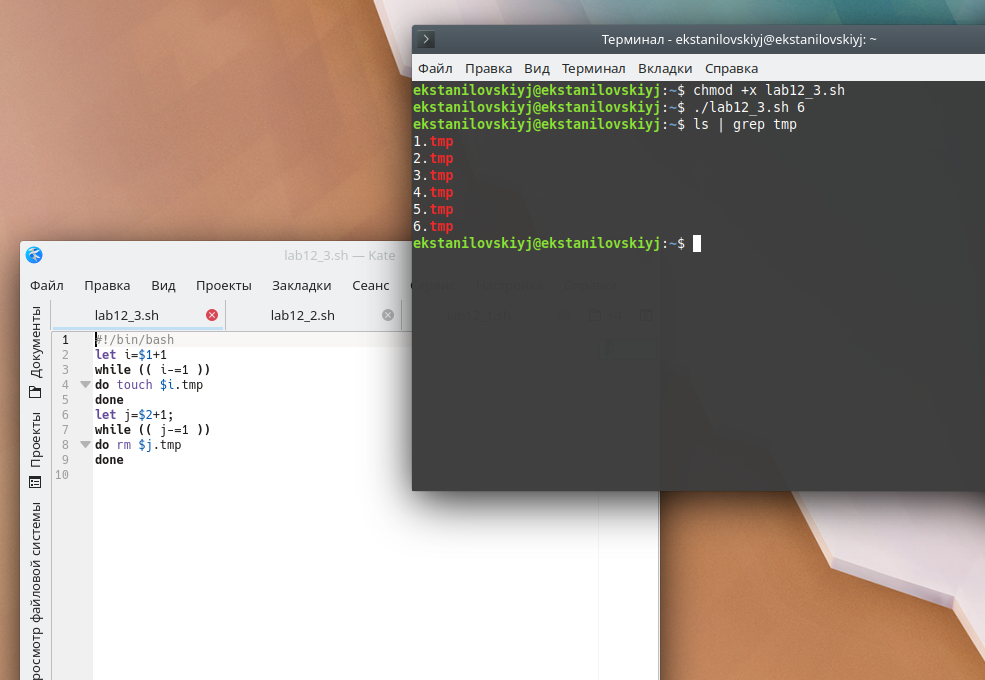 Терминал - ekstanilovskiyj@ekstanilovskiyj: ~
Файл Правка Вид Терминал Вкладки Справка
ekstanilovskiyj@ekstanilovskiyj:~$ chmod +x lab12_3.sh
ekstanilovskiyj@ekstanilovskiyj:~$ ./lab12_3.sh 6
ekstanilovskiyj@ekstanilovskiyj:~$ ls | grep tmp
1.tmp
2.tmp
3.tmp
4.tmp
5.tmp
6.tmp
ekstanilovskiyj@ekstanilovskiyj:~$
lab12_3.sh — Kate
Файл Правка Вид Проекты Закладки Сеанс
lab12_3.sh lab12_2.sh
Документы
Проекты
файловой системы
1 #!/bin/bash
2 let i=$1+1
3 while (( i-=1 ))
4 do touch $i.tmp
5 done
6 let j=$2+1;
7 while (( j-=1 ))
8 do rm $j.tmp
9 done
10